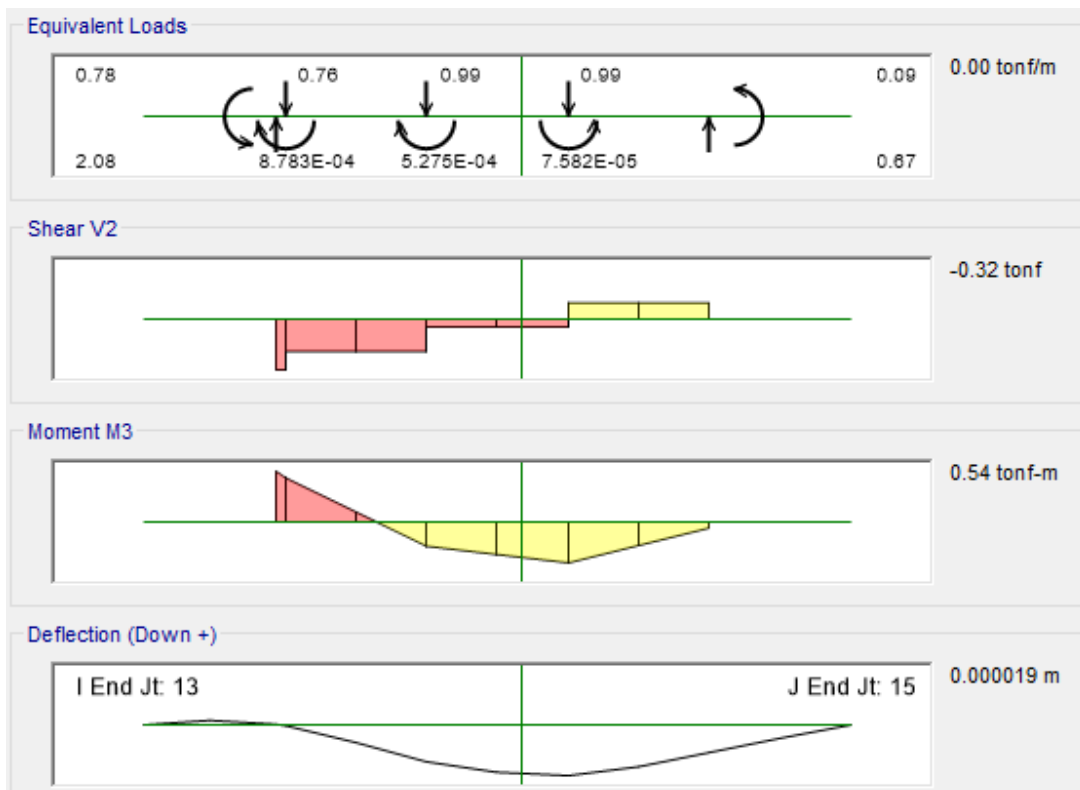 Equivalent Loads
0.78 0.76 0.99 0.99 0.09 0.00 tonf/m
2.08 8.783E-04 5.275E-04 7.582E-05 0.67
Shear V2
-0.32 tonf
Moment M3
0.54 tonf-m
Deflection (Down +)
I End Jt: 13 J End Jt: 15 0.000019 m